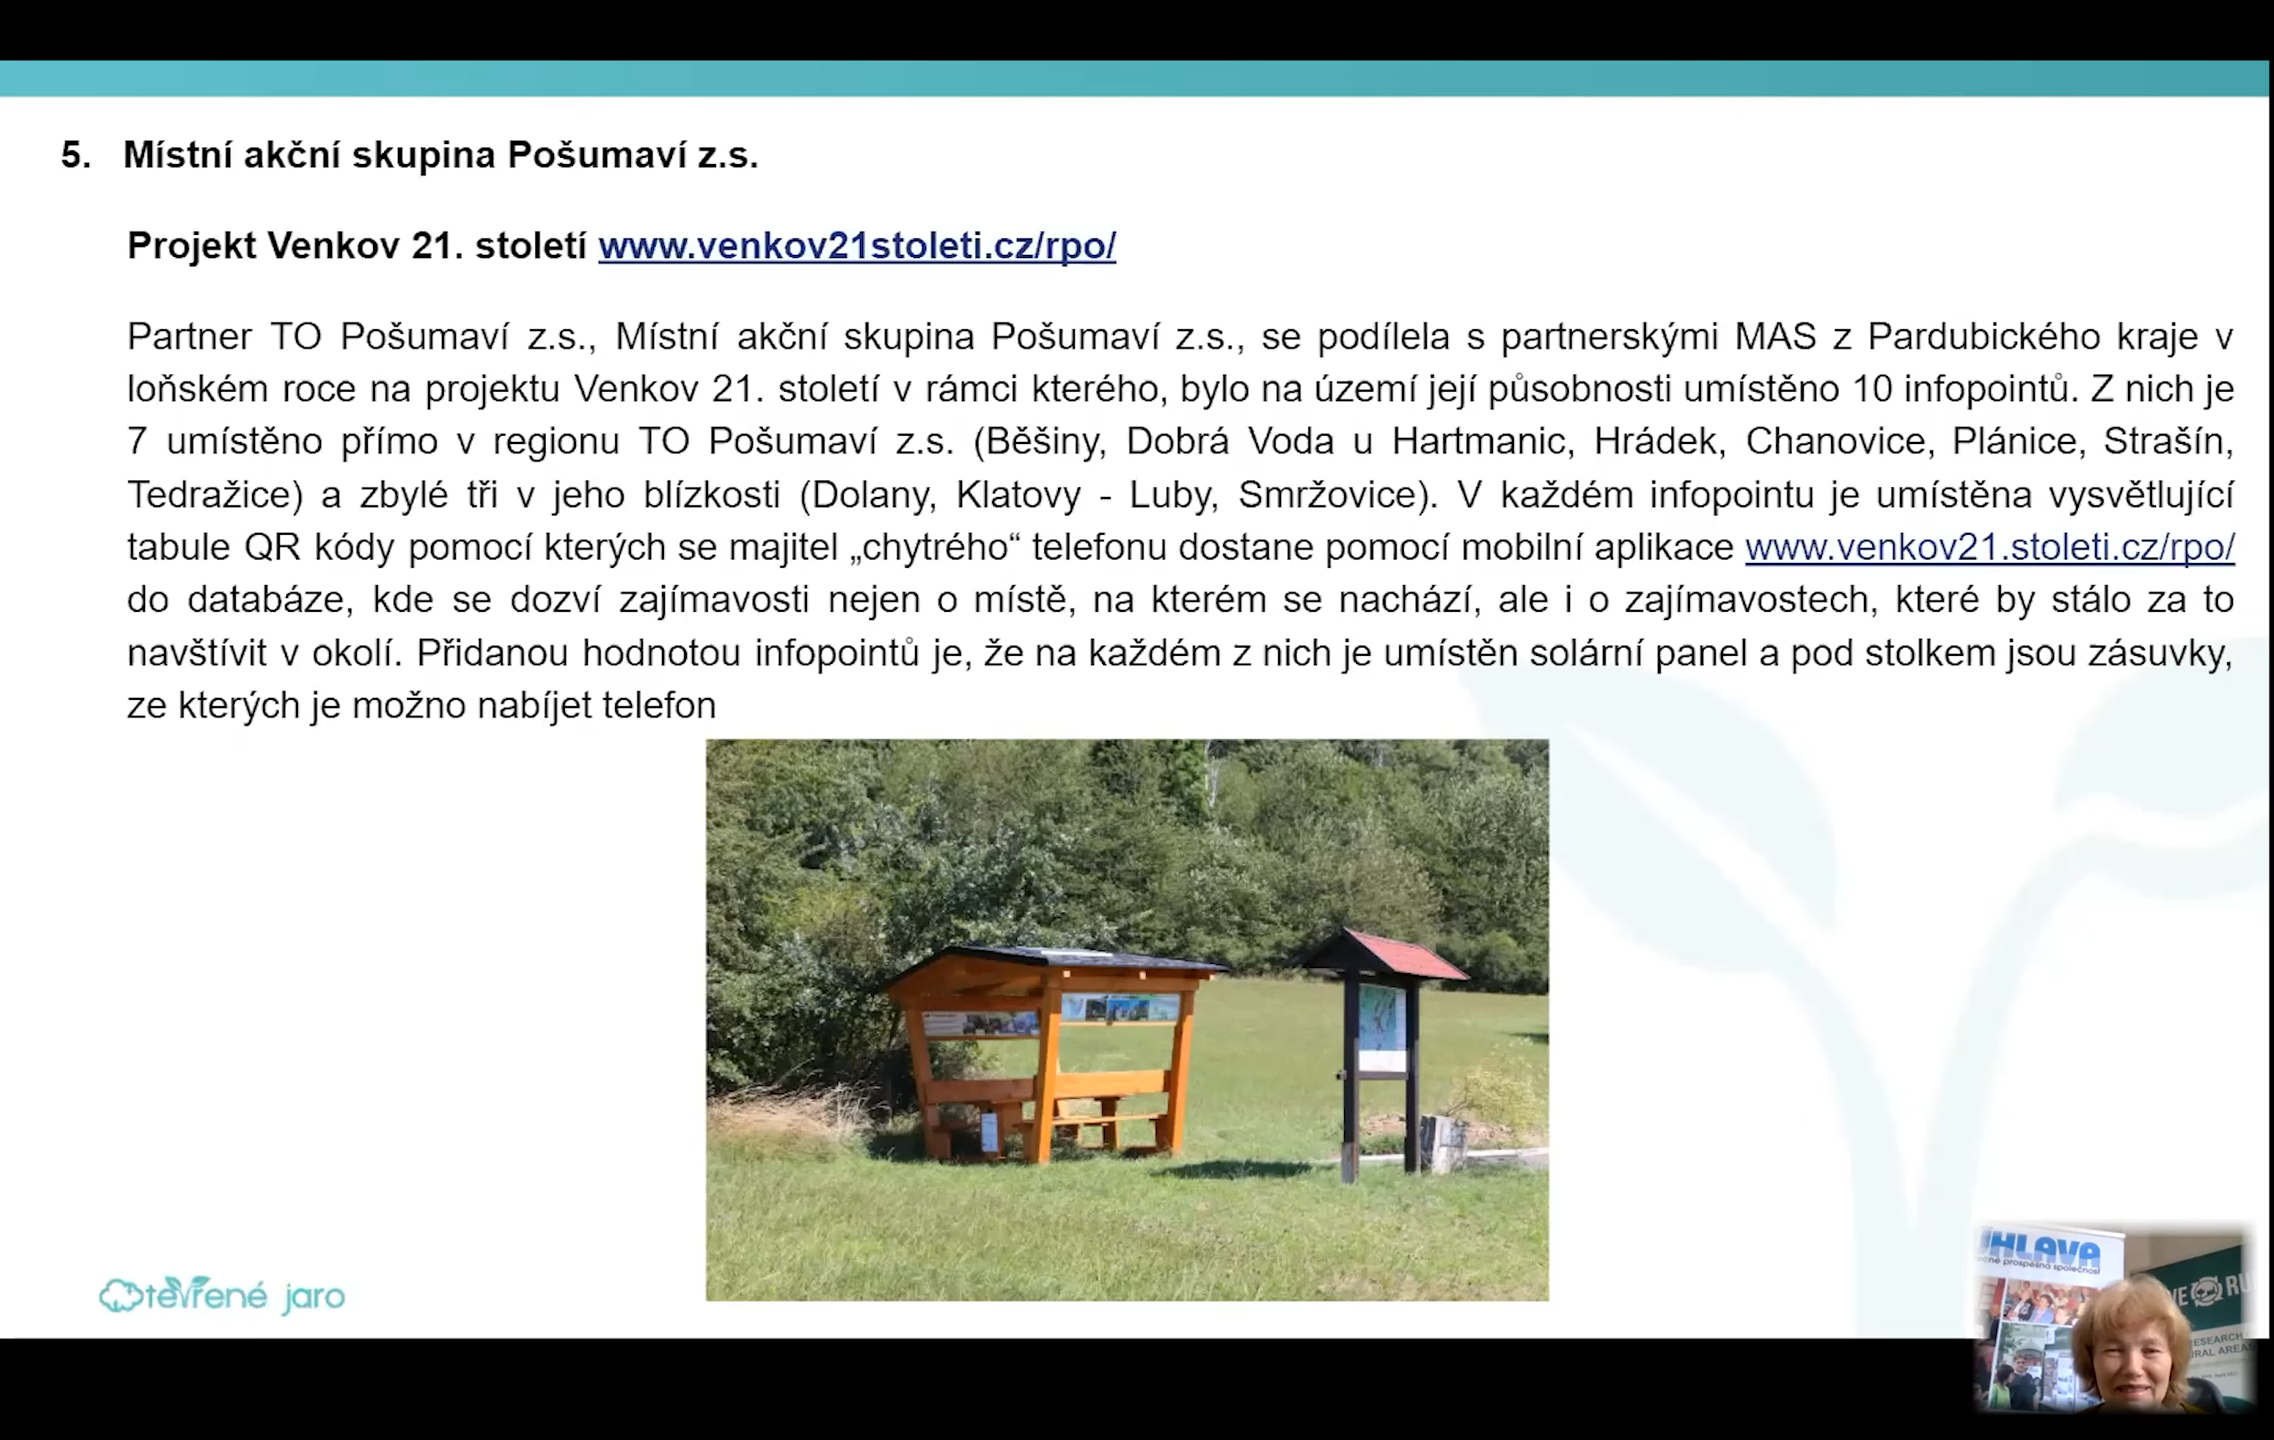 5. Místní akční skupina Pošumaví z.s.
Projekt Venkov 21. století www.venkov21stoleti.cz/rpo/
Partner TO Pošumaví z.s., Místní akční skupina Pošumaví z.s., se podílela s partnerskými MAS z Pardubického kraje v
loňském roce na projektu Venkov 21. století v rámci kterého, bylo na území její působnosti umístěno 10 infopointů. Z nich je
7 umístěno přímo v regionu TO Pošumaví z.s. (Běšiny, Dobrá Voda u Hartmanic, Hrádek, Chanovice, Plánice, Strašín,
Tedražice) a zbylé tři v jeho blízkosti (Dolany, Klatovy - Luby, Smržovice). V každém infopointu je umístěna vysvětlující
tabule QR kódy pomocí kterých se majitel „chytrého“ telefonu dostane pomocí mobilní aplikace www.venkov21.stoleti.cz/rpo/
do databáze, kde se dozví zajímavosti nejen o místě, na kterém se nachází, ale i o zajímavostech, které by stálo za to
navštívit v okolí. Přidanou hodnotou infopointů je, že na každém z nich je umístěn solární panel a pod stolkem jsou zásuvky,
ze kterých je možno nabíjet telefon
Otevřené jaro
ÚHLAVA
prospěšná společnost
RESEARCH